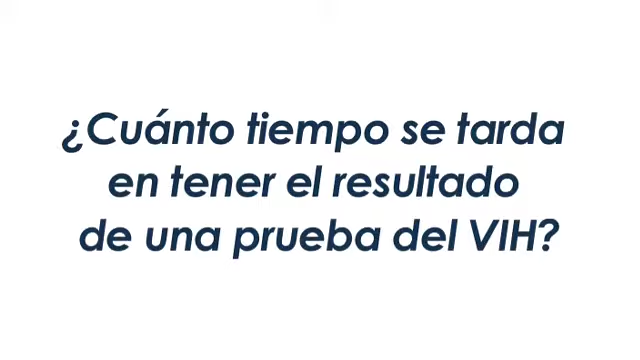 ¿Cuánto tiempo se tarda
en tener el resultado
de una prueba del VIH?